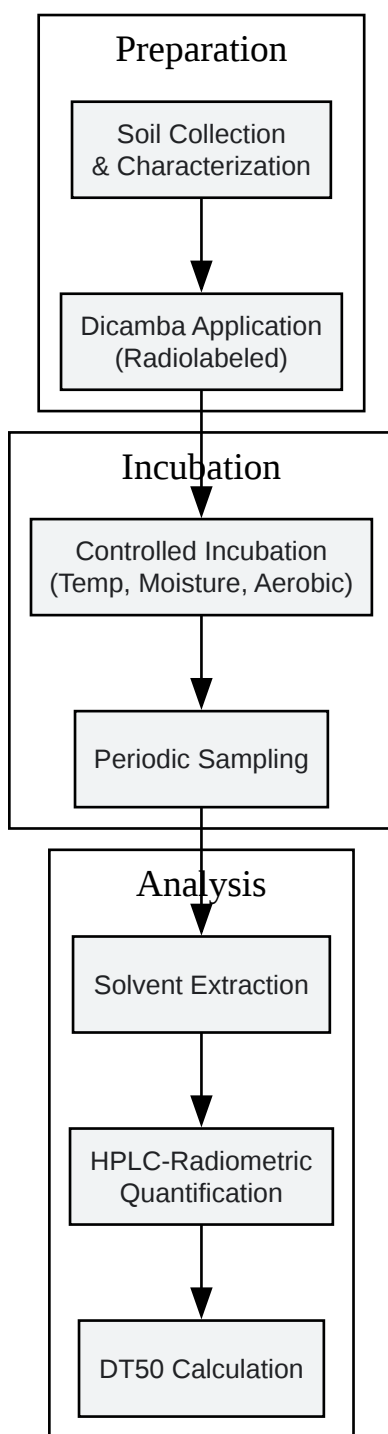 Preparation
Soil Collection
& Characterization
Dicamba Application
(Radiolabeled)
Incubation
Controlled Incubation
(Temp, Moisture, Aerobic)
Periodic Sampling
Analysis
Solvent Extraction
HPLC-Radiometric
Quantification
DT50 Calculation